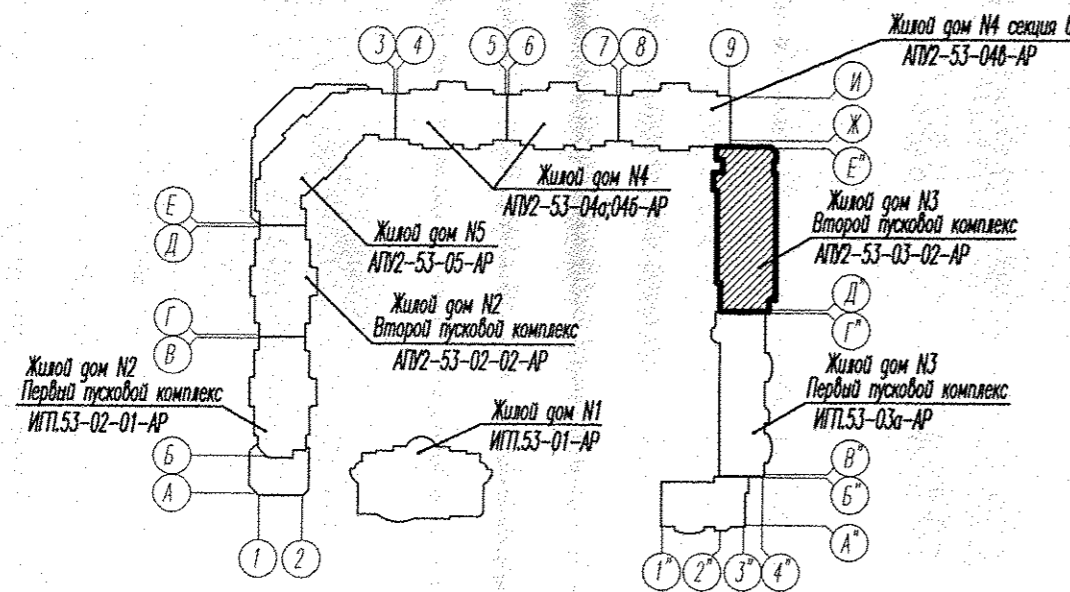 3 4 5 6 7 8 9
Жилой дом N4 секция
АПУ2-53-04в-АР
И
Ж
Е"
Жилой дом N4
АПУ2-53-04а;04б-АР
Жилой дом N3
Второй пусковой комплекс
АПУ2-53-03-02-АР
Е
Д
Жилой дом N5
АПУ2-53-05-АР
Жилой дом N2
Второй пусковой комплекс
АПУ2-53-02-02-АР
Д"
Г"
Г
В
Жилой дом N2
Первый пусковой комплекс
ИГП.53-02-01-АР
Жилой дом N3
Первый пусковой комплекс
ИГП.53-03а-АР
Жилой дом N1
ИГП.53-01-АР
Б
А
В"
Б"
А"
1 2
1" 2" 3" 4"